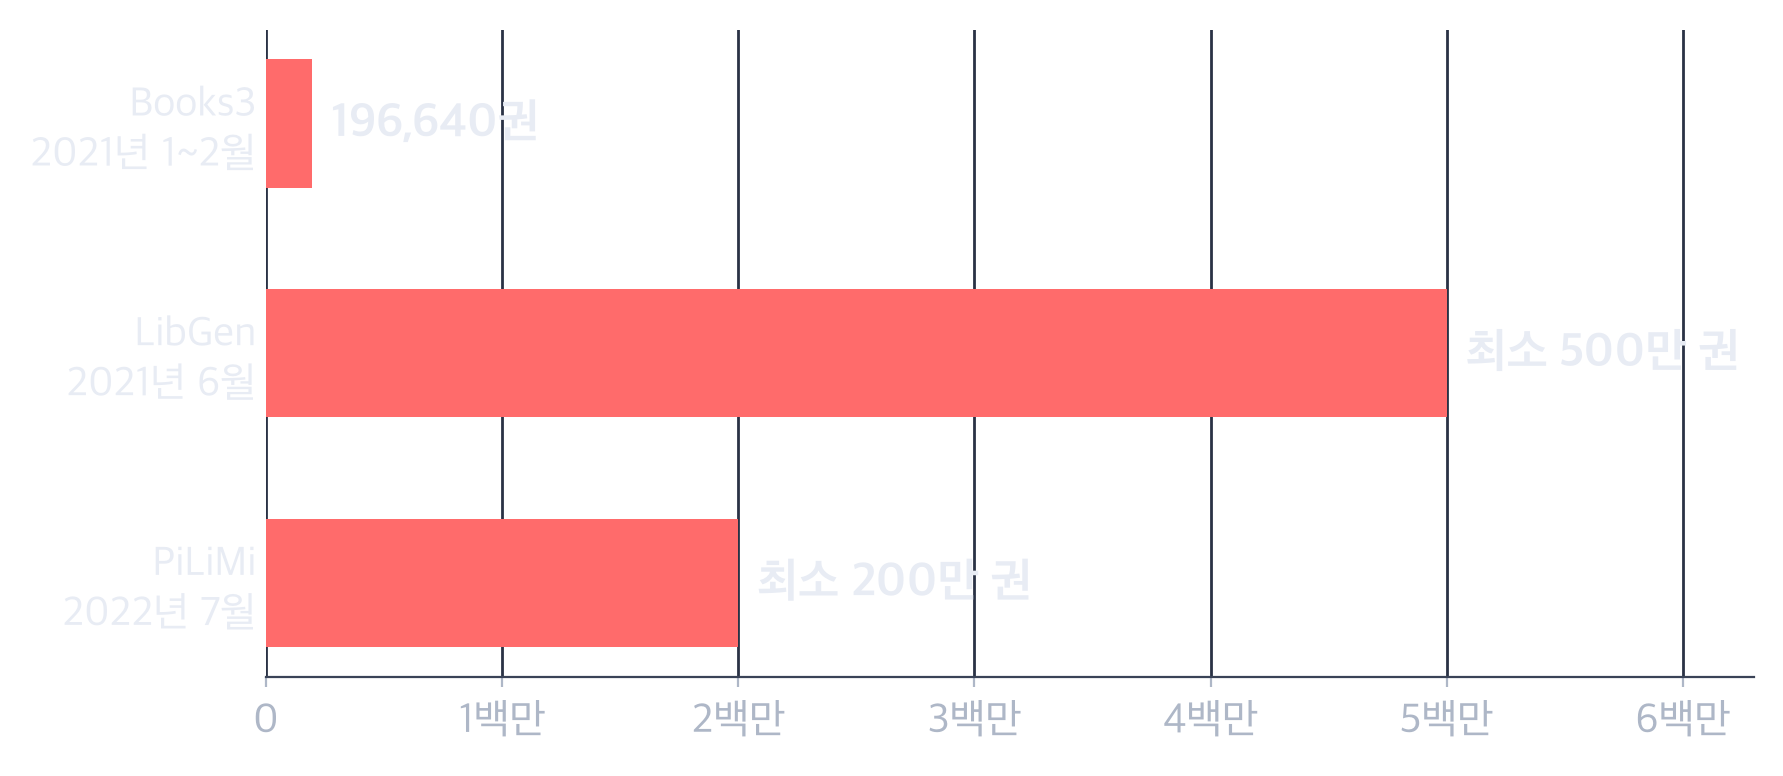 Books3
2021년 1~2월
196,640권
LibGen
2021년 6월
최소 500만 권
PiLiMi
2022년 7월
최소 200만 권
0
1백만
2백만
3백만
4백만
5백만
6백만